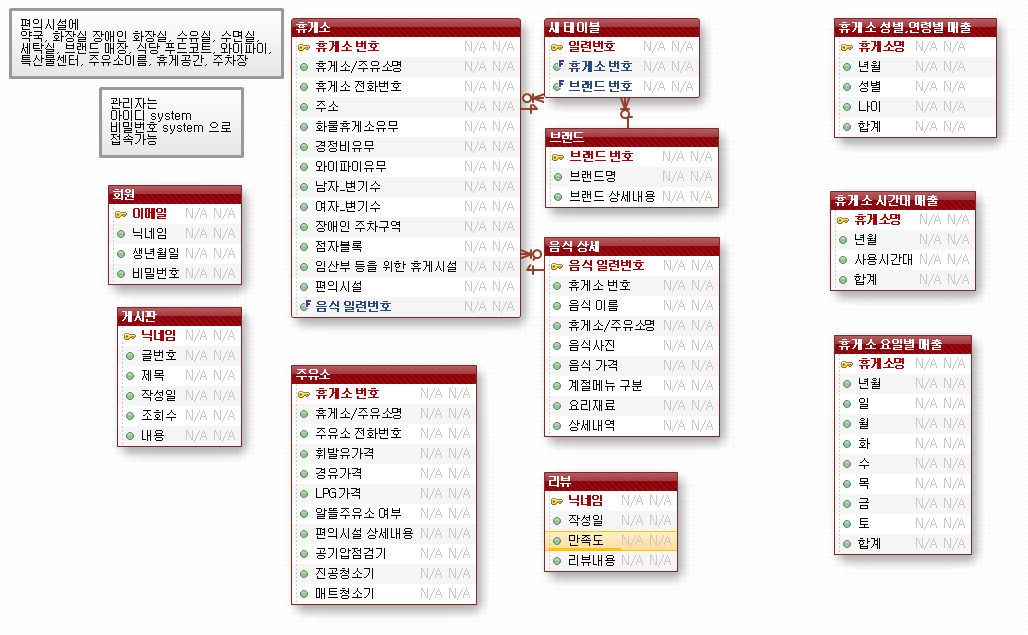 편의시설에
약국, 화장실 장애인 화장실, 수유실, 수면실,
세탁실, 브랜드 매장, 식당 푸드코트, 와이파이,
특산물센터, 주유소이름, 휴게공간, 주차장
관리자는
아이디 system
비밀번호 system 으로
접속가능
회원
이메일 N/A N/A
닉네임 N/A N/A
생년월일 N/A N/A
비밀번호 N/A N/A
게시판
닉네임 N/A N/A
글번호 N/A N/A
제목 N/A N/A
작성일 N/A N/A
조회수 N/A N/A
내용 N/A N/A
휴게소
휴게소 번호 N/A N/A
휴게소/주유소명 N/A N/A
휴게소 전화번호 N/A N/A
주소 N/A N/A
화물휴게소유무 N/A N/A
경정비유무 N/A N/A
와이파이유무 N/A N/A
남자_변기수 N/A N/A
여자_변기수 N/A N/A
장애인 주차구역 N/A N/A
점자블록 N/A N/A
임산부 등을 위한 휴게시설 N/A N/A
편의시설 N/A N/A
F 음식 일련번호 N/A N/A
주유소
휴게소 번호 N/A N/A
휴게소/주유소명 N/A N/A
주유소 전화번호 N/A N/A
휘발유가격 N/A N/A
경유가격 N/A N/A
LPG가격 N/A N/A
알뜰주유소 여부 N/A N/A
편의시설 상세내용 N/A N/A
공기압점검기 N/A N/A
진공청소기 N/A N/A
매트청소기 N/A N/A
새 테이블
일련번호 N/A N/A
F 휴게소 번호 N/A N/A
F 브랜드 번호 N/A N/A
브랜드
브랜드 번호 N/A N/A
브랜드명 N/A N/A
브랜드 상세내용 N/A N/A
음식 상세
음식 일련번호 N/A N/A
휴게소 번호 N/A N/A
음식 이름 N/A N/A
휴게소/주유소명 N/A N/A
음식사진 N/A N/A
음식 가격 N/A N/A
계절메뉴 구분 N/A N/A
요리재료 N/A N/A
상세내역 N/A N/A
리뷰
닉네임 N/A N/A
작성일 N/A N/A
만족도 N/A N/A
리뷰내용 N/A N/A
휴게소 성별,연령별 매출
휴게소명 N/A N/A
년월 N/A N/A
성별 N/A N/A
나이 N/A N/A
합계 N/A N/A
휴게소 시간대 매출
휴게소명 N/A N/A
년월 N/A N/A
사용시간대 N/A N/A
합계 N/A N/A
휴게소 요일별 매출
휴게소명 N/A N/A
년월 N/A N/A
일 N/A N/A
월 N/A N/A
화 N/A N/A
수 N/A N/A
목 N/A N/A
금 N/A N/A
토 N/A N/A
합계 N/A N/A